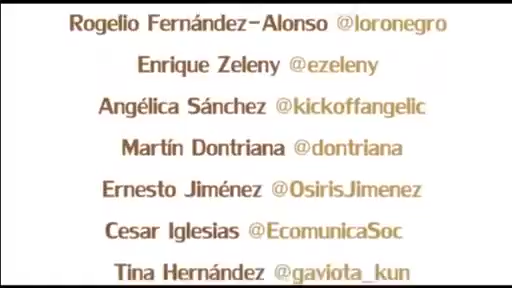 Rogelio Fernández-Alonso @loronegro
Enrique Zeleny @ezeleny
Angélica Sánchez @kickoffangelic
Martín Dontriana @dontriana
Ernesto Jiménez @OsirisJimenez
Cesar Iglesias @EcomunicaSoc
Tina Hernández @gaviota_kun